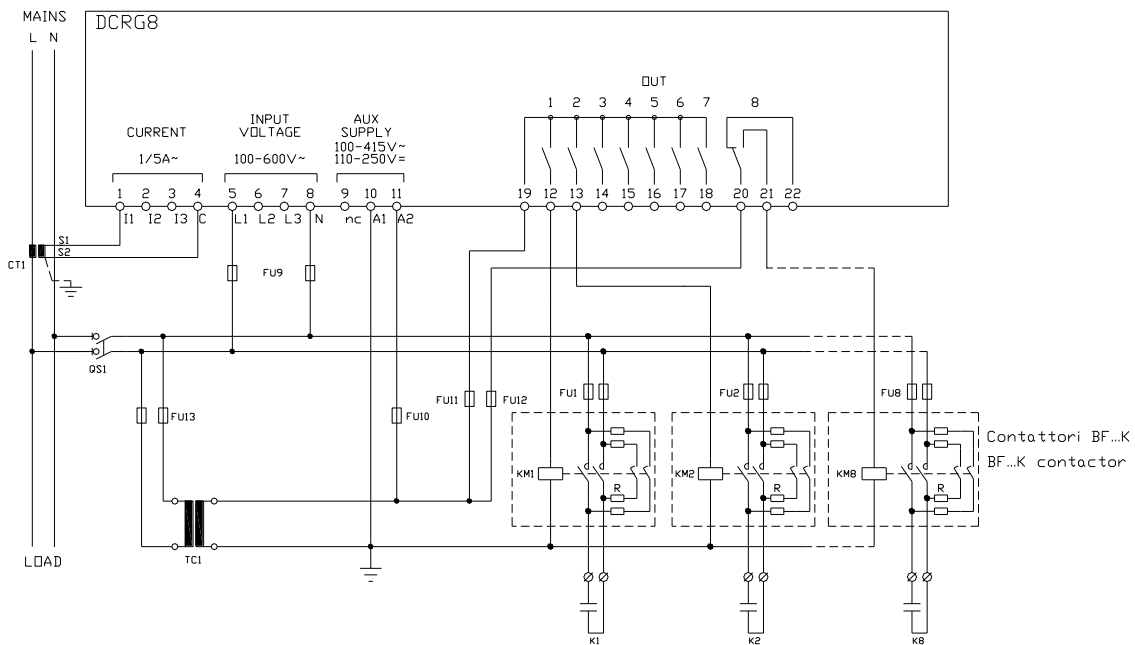 MAINS
L N
DCRG8
OUT
1 2 3 4 5 6 7 8
CURRENT
1/5A~
INPUT
VOLTAGE
100-600V~
AUX
SUPPLY
100-415V~
110-250V=
1 2 3 4 5 6 7 8 9 10 11 19 12 13 14 15 16 17 18 20 21 22
I1 I2 I3 C L1 L2 L3 N nc A1 A2
S1
S2
CT1
FU9
QS1
FU13
FU10
FU11
FU12
FU1
FU2
FU8
Contattori BF...K
BF...K contactor
KM1
KM2
KM8
R
R
R
TC1
LOAD
K1
K2
K8